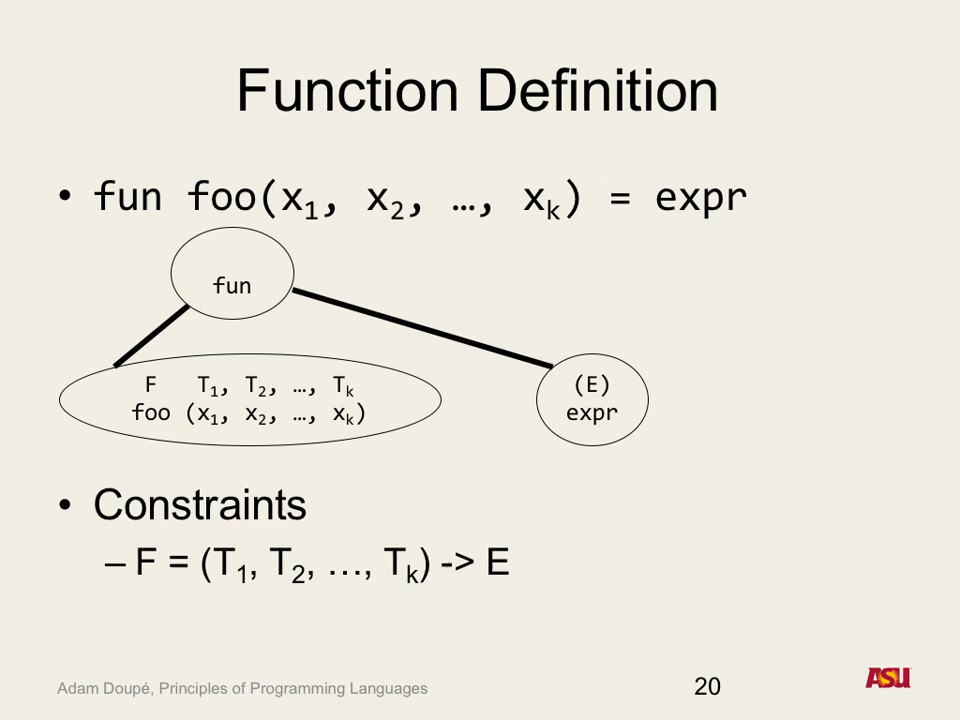 Function Definition
• fun foo(x₁, x₂, …, xₖ) = expr
fun
F T₁, T₂, …, Tₖ
foo (x₁, x₂, …, xₖ)
(E)
expr
• Constraints
– F = (T₁, T₂, …, Tₖ) -> E
Adam Doupé, Principles of Programming Languages
20
ASU